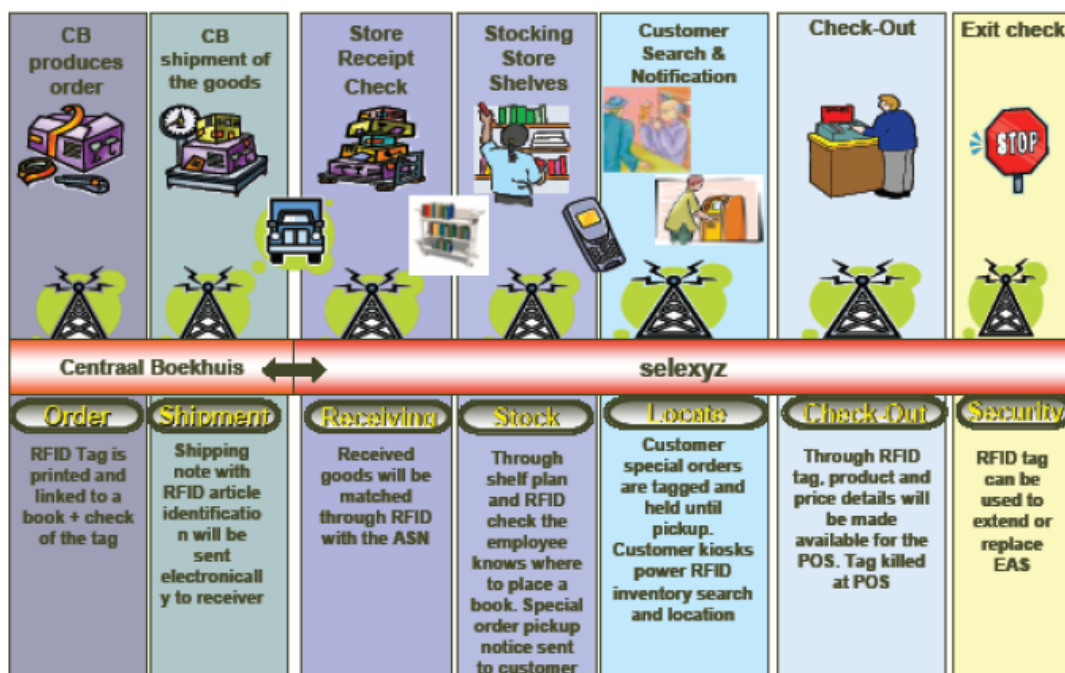 CB
produces
order
CB
shipment of
the goods
Store
Receipt
Check
Stocking
Store
Shelves
Customer
Search &
Notification
Check-Out
Exit check
STOP
Centraal Boekhuis
selexyz
Order
RFID Tag is
printed and
linked to a
book + check
of the tag
Shipment
Shipping
note with
RFID article
identificatio
n will be
sent
electronicall
y to receiver
Receiving
Received
goods will be
matched
through RFID
with the ASN
Stock
Through
shelf plan
and RFID
check the
employee
knows where
to place a
book. Special
order pickup
notice sent
to customer
Locate
Customer
special orders
are tagged and
held until
pickup.
Customer kiosks
power RFID
inventory search
and location
Check-Out
Through RFID
tag, product and
price details will
be made
available for the
POS. Tag killed
at POS
Security
RFID tag
can be
used to
extend or
replace
EAS